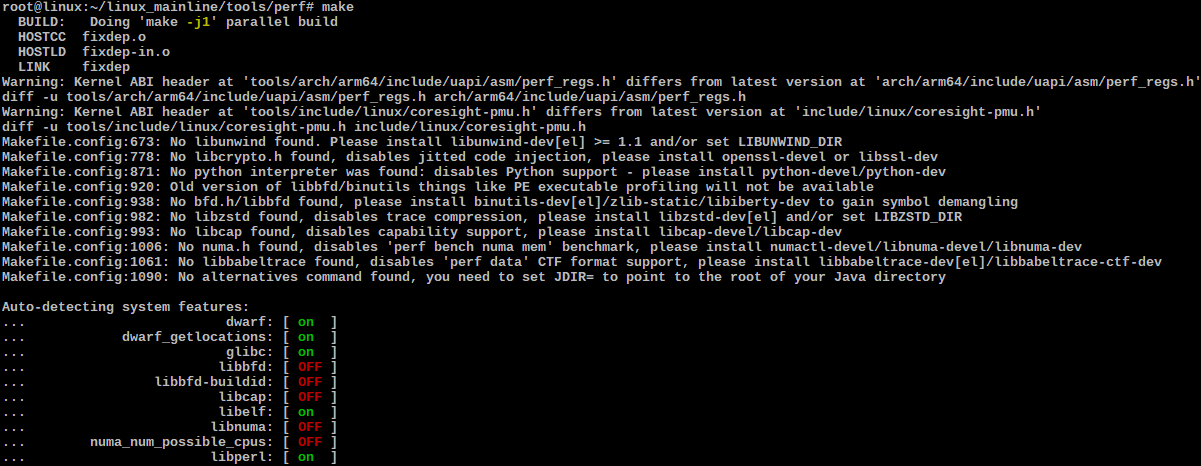 root@linux:~/linux_mainline/tools/perf# make
  BUILD:   Doing 'make -j1' parallel build
  HOSTCC  fixdep.o
  HOSTLD  fixdep-in.o
  LINK    fixdep
Warning: Kernel ABI header at 'tools/arch/arm64/include/uapi/asm/perf_regs.h' differs from latest version at 'arch/arm64/include/uapi/asm/perf_regs.h'
diff -u tools/arch/arm64/include/uapi/asm/perf_regs.h arch/arm64/include/uapi/asm/perf_regs.h
Warning: Kernel ABI header at 'tools/include/linux/coresight-pmu.h' differs from latest version at 'include/linux/coresight-pmu.h'
diff -u tools/include/linux/coresight-pmu.h include/linux/coresight-pmu.h
Makefile.config:673: No libunwind found. Please install libunwind-dev[el] >= 1.1 and/or set LIBUNWIND_DIR
Makefile.config:778: No libcrypto.h found, disables jitted code injection, please install openssl-devel or libssl-dev
Makefile.config:871: No python interpreter was found: disables Python support - please install python-devel/python-dev
Makefile.config:920: Old version of libbfd/binutils things like PE executable profiling will not be available
Makefile.config:938: No bfd.h/libbfd found, please install binutils-dev[el]/zlib-static/libiberty-dev to gain symbol demangling
Makefile.config:982: No libzstd found, disables trace compression, please install libzstd-dev[el] and/or set LIBZSTD_DIR
Makefile.config:993: No libcap found, disables capability support, please install libcap-devel/libcap-dev
Makefile.config:1006: No numa.h found, disables 'perf bench numa mem' benchmark, please install numactl-devel/libnuma-devel/libnuma-dev
Makefile.config:1061: No libbabeltrace found, disables 'perf data' CTF format support, please install libbabeltrace-dev[el]/libbabeltrace-ctf-dev
Makefile.config:1090: No alternatives command found, you need to set JDIR= to point to the root of your Java directory

Auto-detecting system features:
...                         dwarf: [ on  ]
...            dwarf_getlocations: [ on  ]
...                         glibc: [ on  ]
...                        libbfd: [ OFF ]
...                libbfd-buildid: [ OFF ]
...                        libcap: [ OFF ]
...                        libelf: [ on  ]
...                       libnuma: [ OFF ]
...        numa_num_possible_cpus: [ OFF ]
...                       libperl: [ on  ]